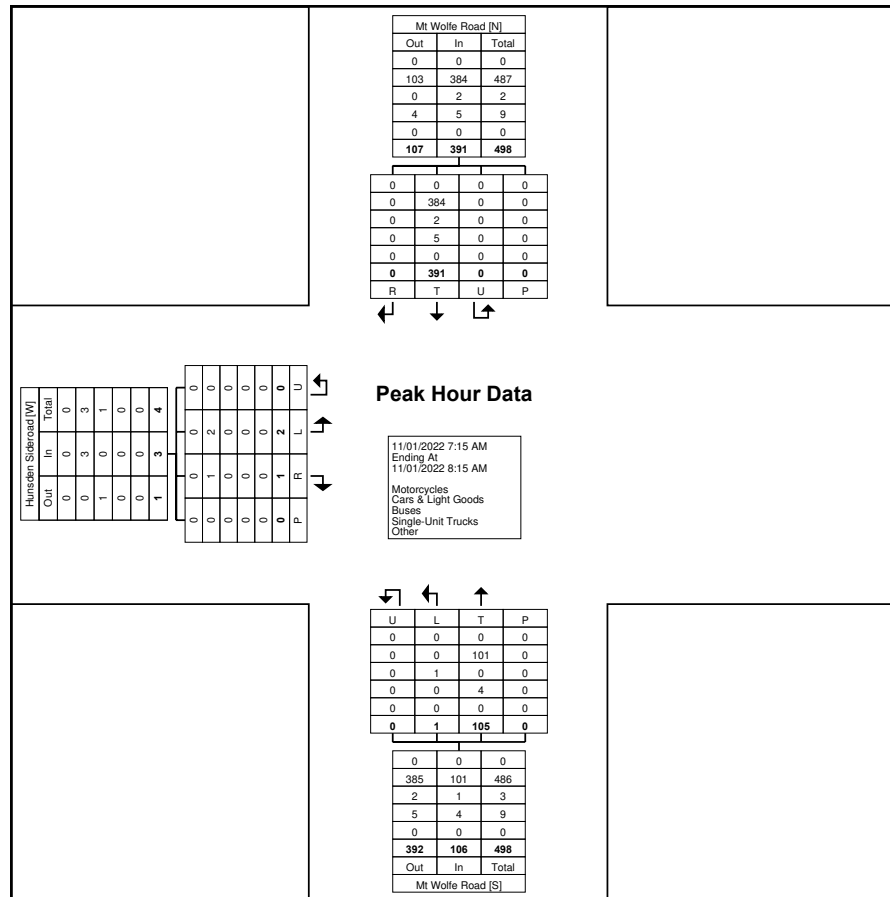 Mt Wolfe Road [N]
Out In Total
0 0 0
103 384 487
0 2 2
4 5 9
0 0 0
107 391 498
0 0 0 0
0 384 0 0
0 2 0 0
0 5 0 0
0 0 0 0
0 391 0 0
R T U P
Hunsden Sideroad [W]
Out In Total
0 0 0
0 3 3
1 0 1
0 0 0
0 0 0
1 3 4
0 0 0 0
0 1 2 0
0 0 0 0
0 0 0 0
0 0 0 0
0 1 2 0
P R L U
Peak Hour Data
11/01/2022 7:15 AM
Ending At
11/01/2022 8:15 AM
Motorcycles
Cars & Light Goods
Buses
Single-Unit Trucks
Other
U L T P
0 0 0 0
0 0 101 0
0 1 0 0
0 0 4 0
0 0 0 0
0 1 105 0
0 0 0
385 101 486
2 1 3
5 4 9
0 0 0
392 106 498
Out In Total
Mt Wolfe Road [S]